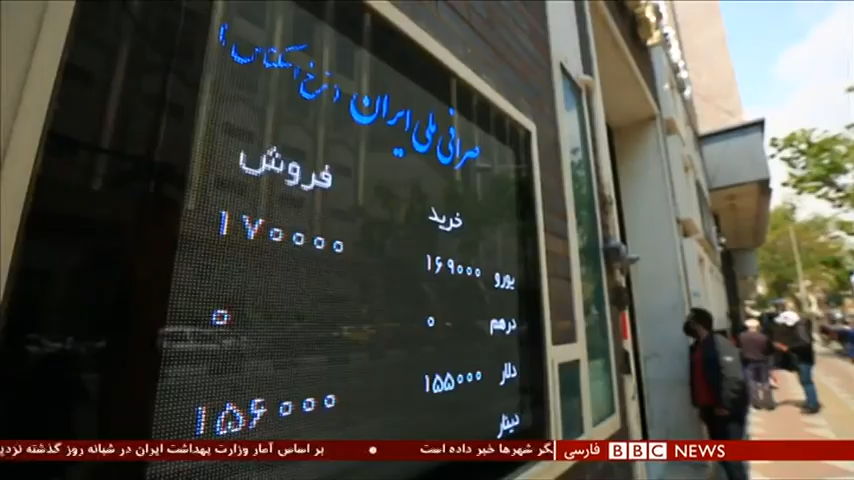 صرافی ملی ایران (نرخ اسکناس)
خرید فروش
یورو ۱۶۹۰۰۰ ۱۷۰۰۰۰
درهم ۰ ۰
دلار ۱۵۵۰۰۰ ۱۵۶۰۰۰
دینار
گر شهرها خبر داده است • بر اساس آمار وزارت بهداشت ایران در شبانه روز گذشته نزدی
BBC NEWS فارسی